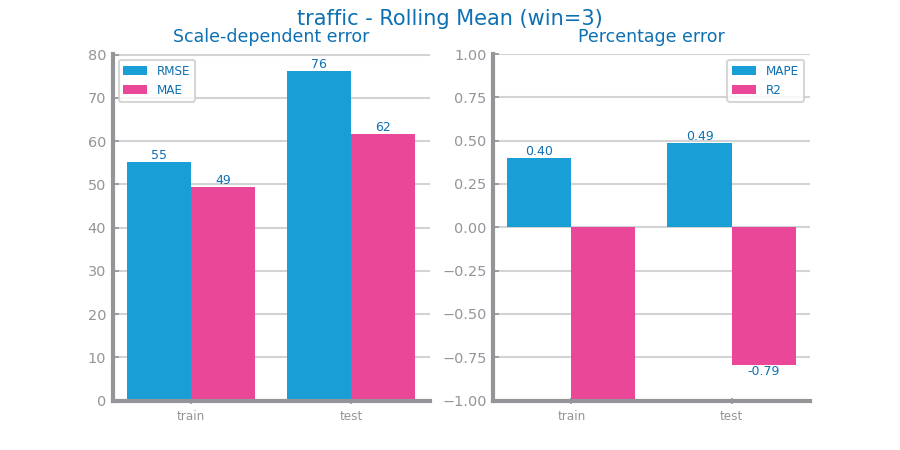 traffic - Rolling Mean (win=3)
Scale-dependent error
80
70
60
50
40
30
20
10
0
RMSE
MAE
55
49
76
62
train
test
Percentage error
1.00
0.75
0.50
0.25
0.00
−0.25
−0.50
−0.75
−1.00
MAPE
R2
0.40
0.49
-0.79
train
test